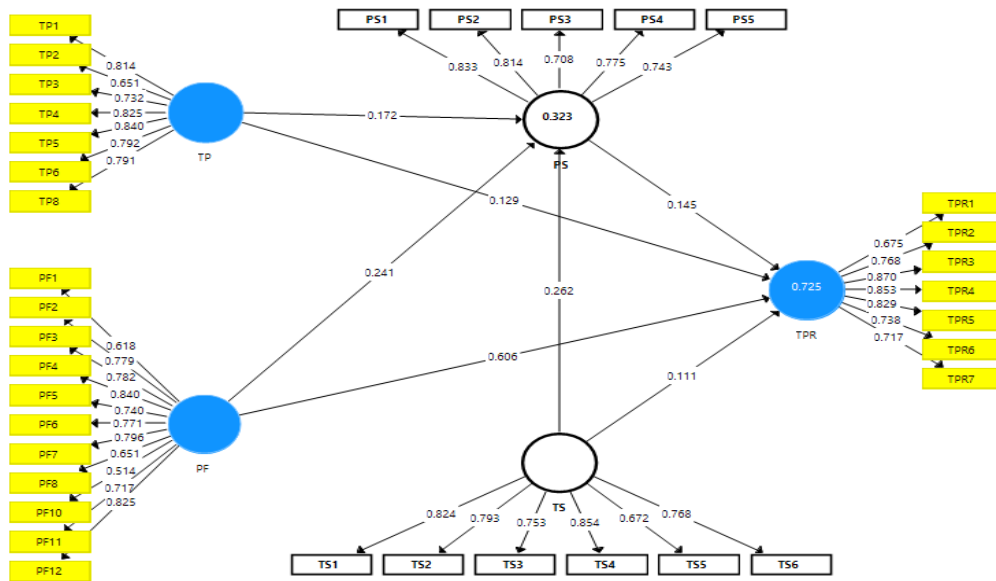 PS1 PS2 PS3 PS4 PS5
0.833 0.814 0.708 0.775 0.743
0.323
PS
TP1
TP2
TP3
TP4
TP5
TP6
TP8
0.814
0.651
0.732
0.825
0.840
0.792
0.791
TP
0.172
0.129
0.145
0.241
0.262
0.606
0.111
PF1
PF2
PF3
PF4
PF5
PF6
PF7
PF8
PF10
PF11
PF12
0.618
0.779
0.782
0.840
0.740
0.771
0.796
0.651
0.514
0.717
0.825
PF
TPR1
TPR2
TPR3
TPR4
TPR5
TPR6
TPR7
0.675
0.768
0.870
0.853
0.829
0.738
0.717
0.725
TPR
TS
0.824 0.793 0.753 0.854 0.672 0.768
TS1 TS2 TS3 TS4 TS5 TS6